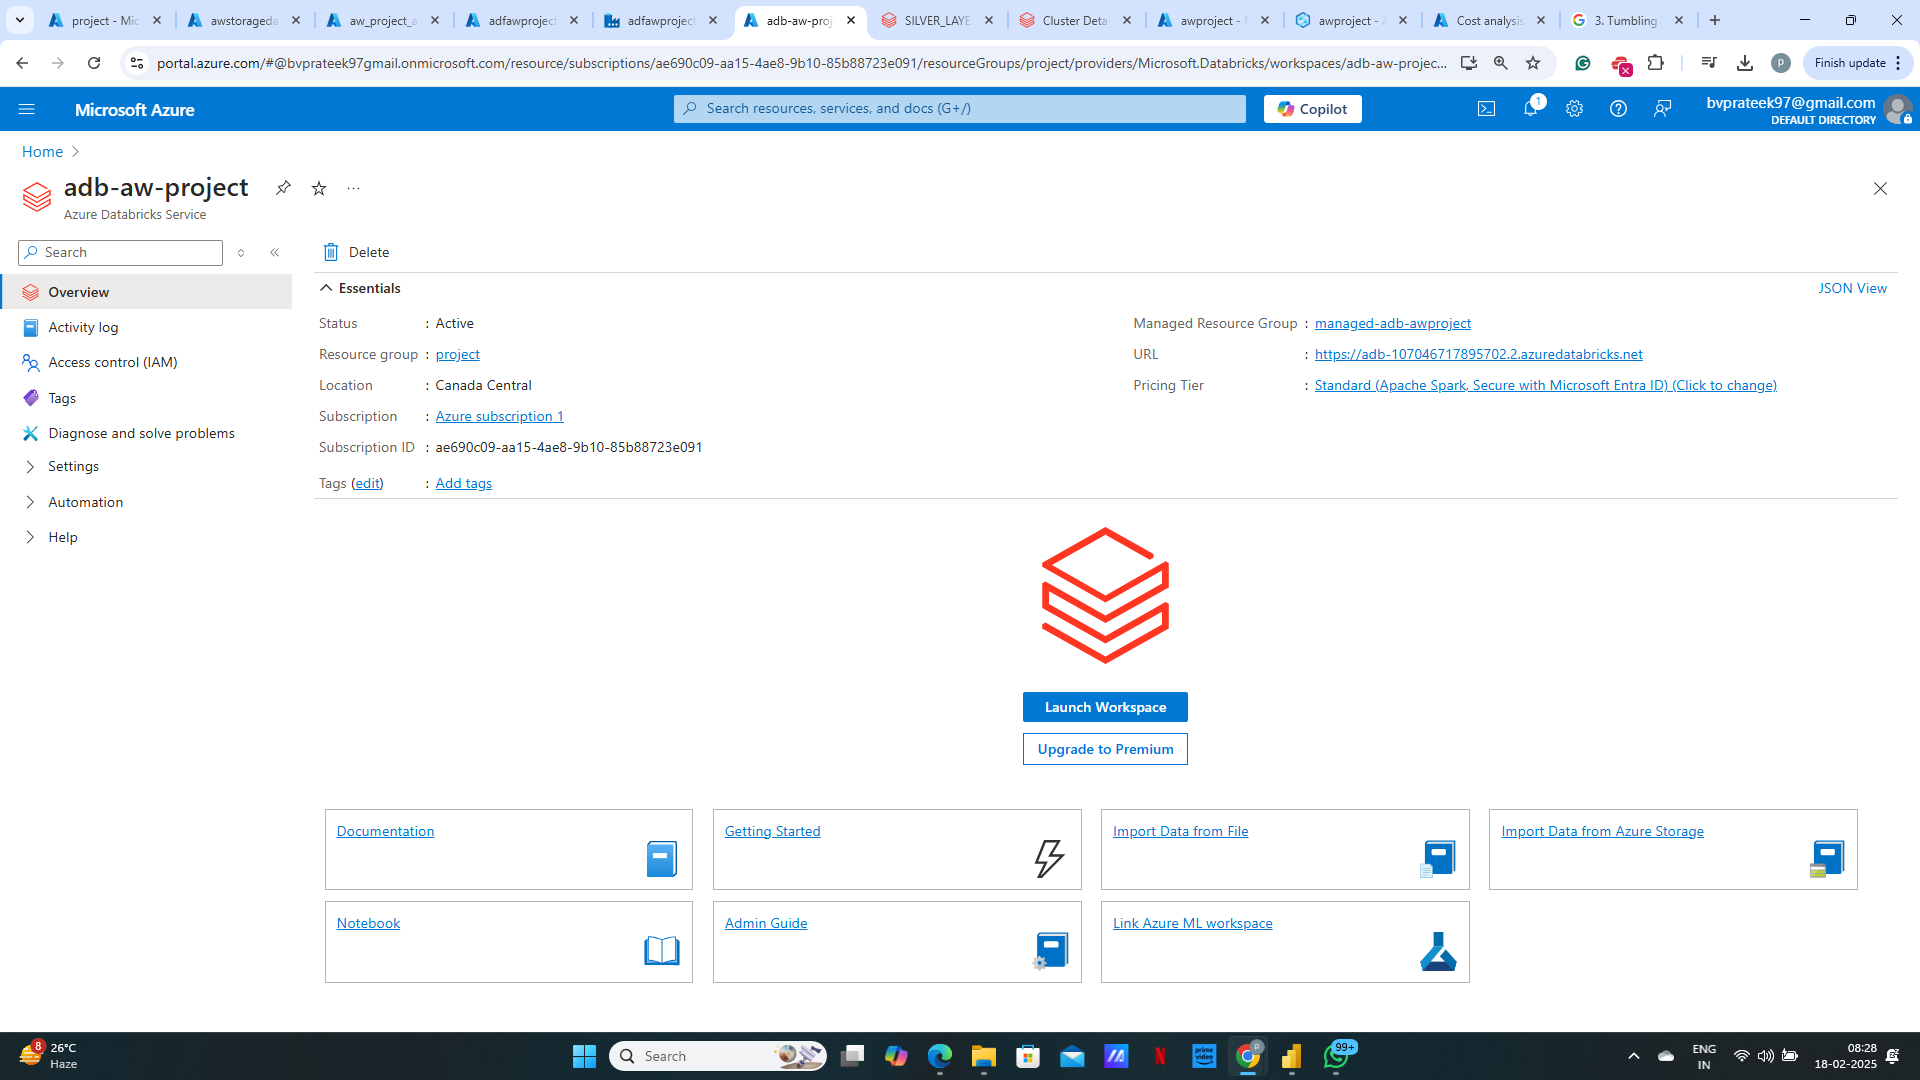 project - Mic
awstorageda
aw_project_a
adfawproject
adfawproject
adb-aw-proj
SILVER_LAYE
Cluster Detai
awproject - M
awproject - A
Cost analysis
3. Tumbling
portal.azure.com/#@bvprateek97gmail.onmicrosoft.com/resource/subscriptions/ae690c09-aa15-4ae8-9b10-85b88723e091/resourceGroups/project/providers/Microsoft.Databricks/workspaces/adb-aw-projec...
P
Finish update
Microsoft Azure
Search resources, services, and docs (G+/)
Copilot
1
bvprateek97@gmail.com
DEFAULT DIRECTORY
Home
adb-aw-project
Azure Databricks Service
Search
Delete
Overview
Activity log
Access control (IAM)
Tags
Diagnose and solve problems
Settings
Automation
Help
Essentials
JSON View
Status : Active
Resource group : project
Location : Canada Central
Subscription : Azure subscription 1
Subscription ID : ae690c09-aa15-4ae8-9b10-85b88723e091
Tags (edit) : Add tags
Managed Resource Group : managed-adb-awproject
URL : https://adb-107046717895702.2.azuredatabricks.net
Pricing Tier : Standard (Apache Spark, Secure with Microsoft Entra ID) (Click to change)
Launch Workspace
Upgrade to Premium
Documentation
Getting Started
Import Data from File
Import Data from Azure Storage
Notebook
Admin Guide
Link Azure ML workspace
8
26°C
Haze
Search
prime video
P
99+
ENG
IN
08:28
18-02-2025